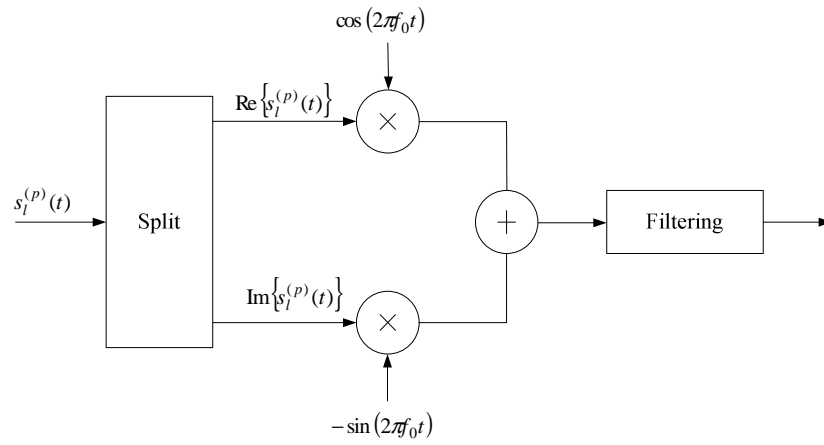 cos(2πf₀t)
Re{s_l^(p)(t)}
×
s_l^(p)(t)
Split
+
Filtering
Im{s_l^(p)(t)}
×
−sin(2πf₀t)